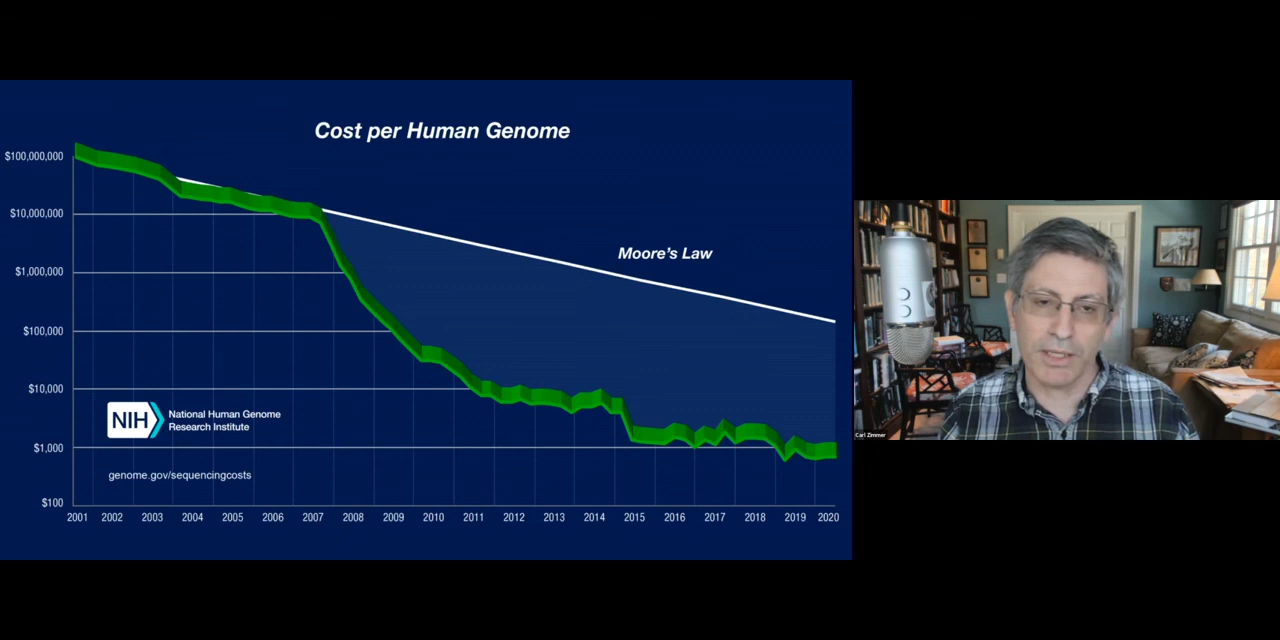 Cost per Human Genome
$100,000,000
$10,000,000
$1,000,000
$100,000
$10,000
$1,000
$100
Moore's Law
NIH
National Human Genome
Research Institute
genome.gov/sequencingcosts
2001 2002 2003 2004 2005 2006 2007 2008 2009 2010 2011 2012 2013 2014 2015 2016 2017 2018 2019 2020
Carl Zimmer